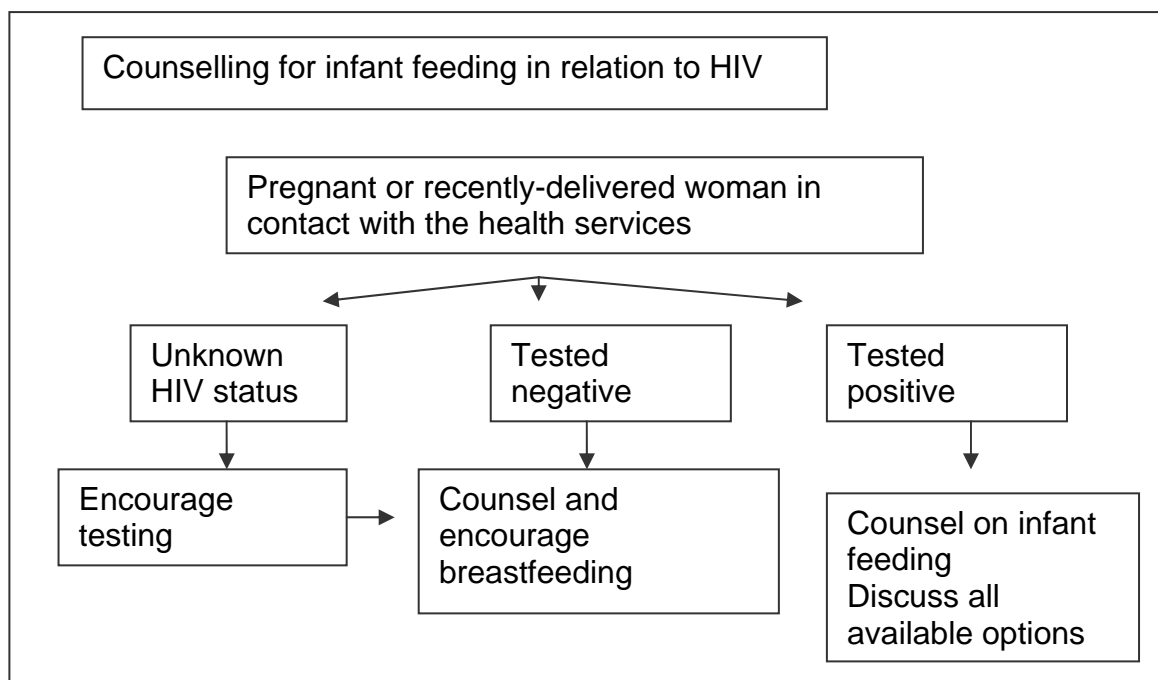 Counselling for infant feeding in relation to HIV
Pregnant or recently-delivered woman in
contact with the health services
Unknown
HIV status
Tested
negative
Tested
positive
Encourage
testing
Counsel and
encourage
breastfeeding
Counsel on infant
feeding
Discuss all
available options